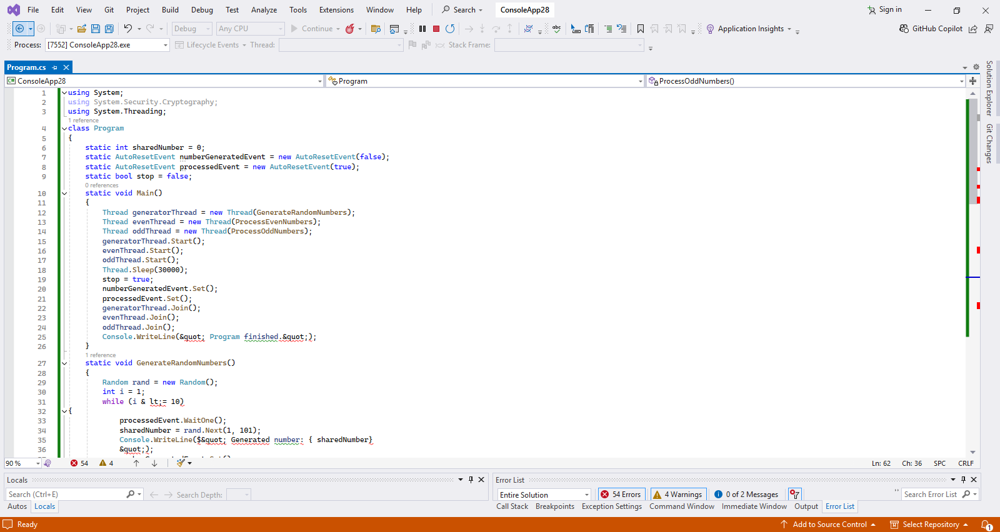 File Edit View Git Project Build Debug Test Analyze Tools Extensions Window Help Search ConsoleApp28 Sign in
Debug Any CPU Continue Application Insights GitHub Copilot
Process: [7552] ConsoleApp28.exe Lifecycle Events Thread: Stack Frame:
Program.cs
C# ConsoleApp28 Program ProcessOddNumbers()
1 using System;
2 using System.Security.Cryptography;
3 using System.Threading;
1 reference
4 class Program
5 {
6 static int sharedNumber = 0;
7 static AutoResetEvent numberGeneratedEvent = new AutoResetEvent(false);
8 static AutoResetEvent processedEvent = new AutoResetEvent(true);
9 static bool stop = false;
0 references
10 static void Main()
11 {
12 Thread generatorThread = new Thread(GenerateRandomNumbers);
13 Thread evenThread = new Thread(ProcessEvenNumbers);
14 Thread oddThread = new Thread(ProcessOddNumbers);
15 generatorThread.Start();
16 evenThread.Start();
17 oddThread.Start();
18 Thread.Sleep(30000);
19 stop = true;
20 numberGeneratedEvent.Set();
21 processedEvent.Set();
22 generatorThread.Join();
23 evenThread.Join();
24 oddThread.Join();
25 Console.WriteLine(&quot; Program finished.&quot;);
26 }
1 reference
27 static void GenerateRandomNumbers()
28 {
29 Random rand = new Random();
30 int i = 1;
31 while (i & lt;= 10)
32 {
33 processedEvent.WaitOne();
34 sharedNumber = rand.Next(1, 101);
35 Console.WriteLine($&quot; Generated number: { sharedNumber}
36 &quot;);
90 % 54 4 Ln: 62 Ch: 36 SPC CRLF
Locals
Search (Ctrl+E) Search Depth:
Autos Locals
Error List
Entire Solution 54 Errors 4 Warnings 0 of 2 Messages Search Error List
Call Stack Breakpoints Exception Settings Command Window Immediate Window Output Error List
Solution Explorer
Git Changes
Ready Add to Source Control Select Repository 1